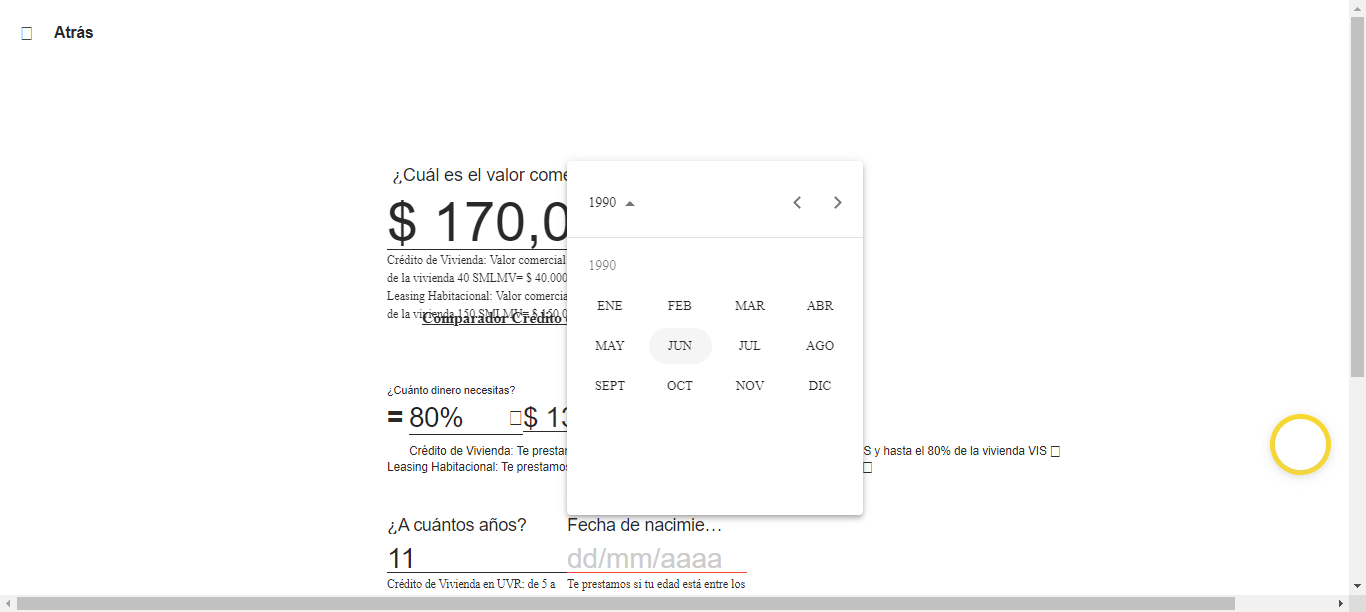 Atrás
¿Cuál es el valor come
$ 170,0
Crédito de Vivienda: Valor comercial
de la vivienda 40 SMLMV= $ 40.000
Leasing Habitacional: Valor comercia
de la vivienda 150 SMLMV= $ 150.0
Comparador Crédito
1990
1990
ENE FEB MAR ABR
MAY JUN JUL AGO
SEPT OCT NOV DIC
¿Cuánto dinero necesitas?
= 80% $ 13
Crédito de Vivienda: Te prestar S y hasta el 80% de la vivienda VIS
Leasing Habitacional: Te prestamos
¿A cuántos años? Fecha de nacimie…
11 dd/mm/aaaa
Crédito de Vivienda en UVR: de 5 a Te prestamos si tu edad está entre los